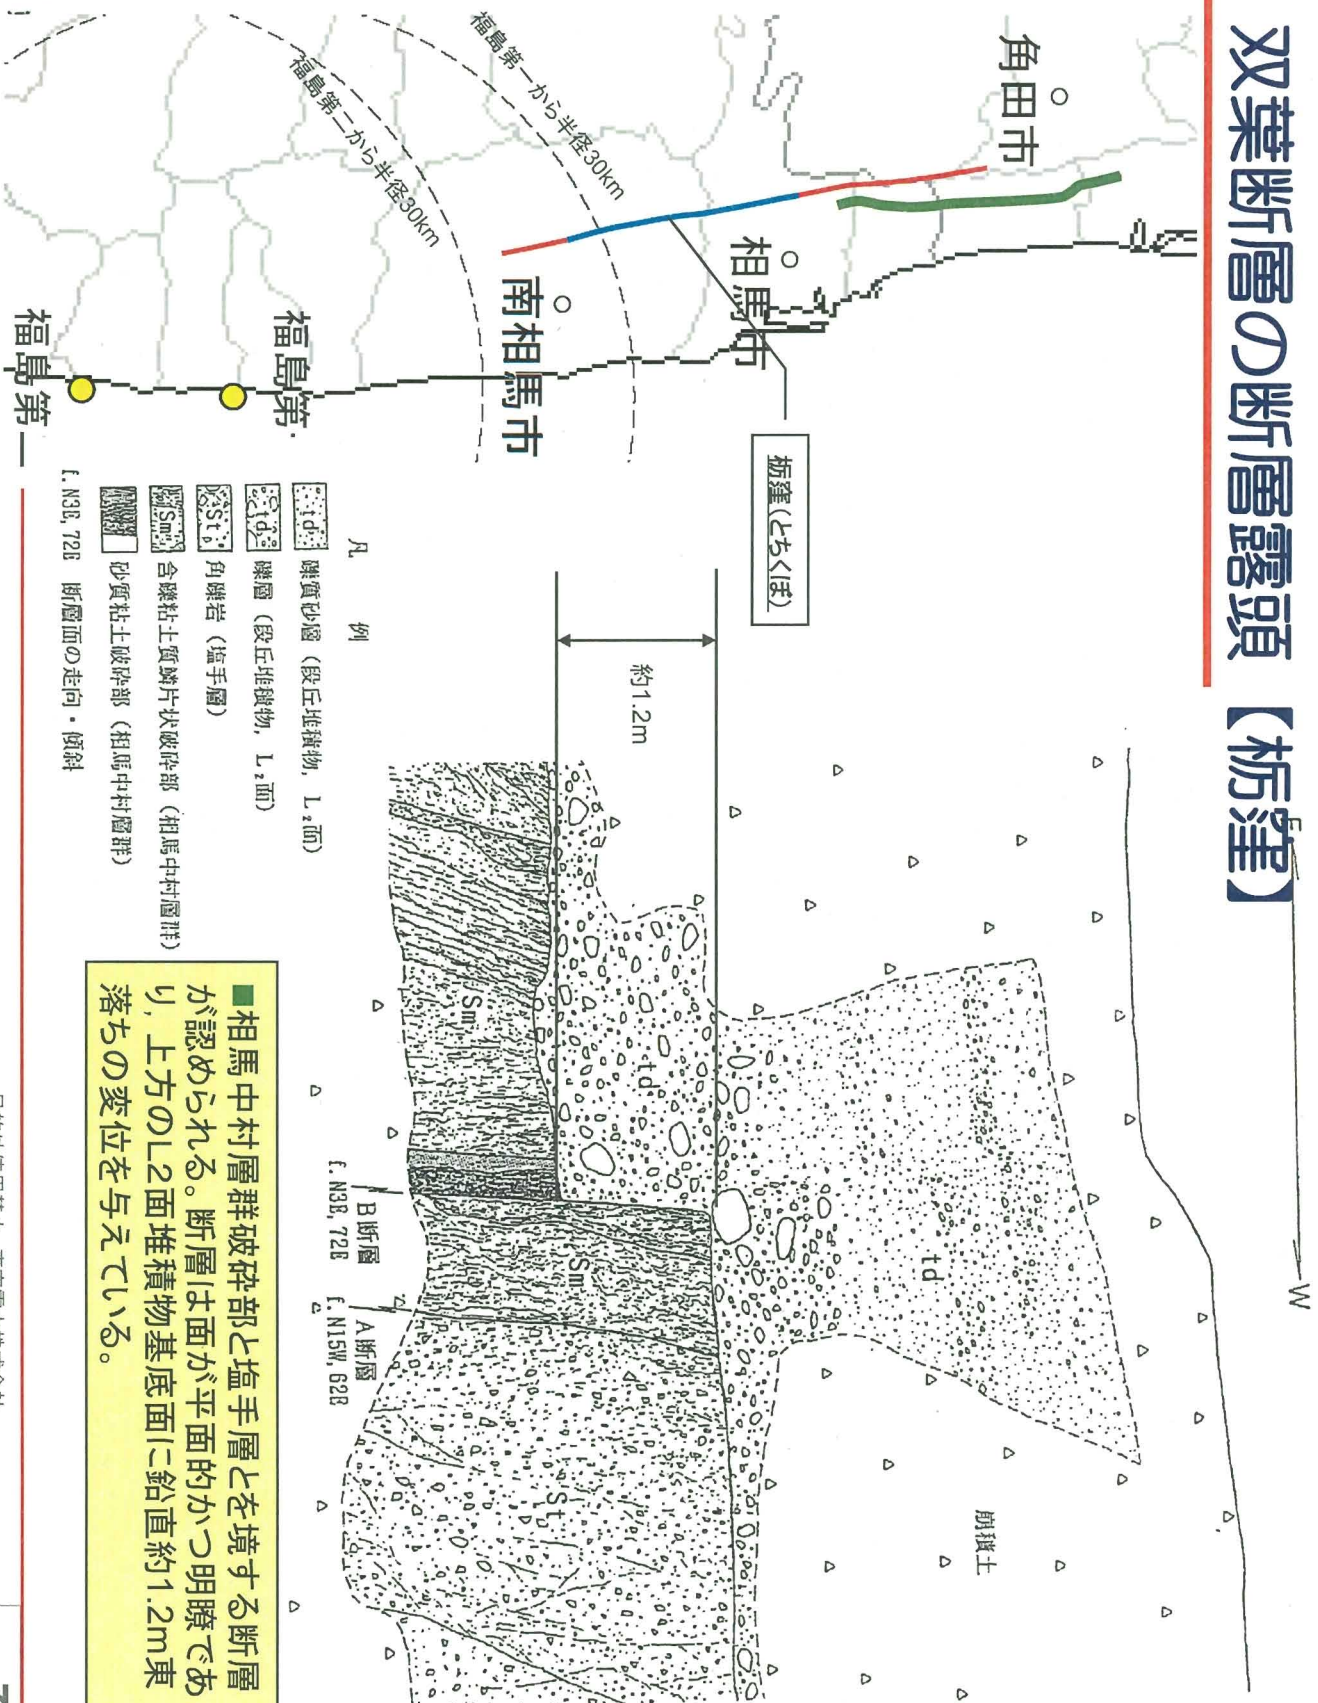 双葉断層の断層露頭【栃窪】
E
W
角田市
相馬市
南相馬市
福島第一から半径30km
福島第二から半径30km
福島第
福島第一
栃窪(とちくぼ)
約1.2m
崩積土
td
td
Sm
Sm
St
B断層
f. N3E, 72E
A断層
f. N15W, 62E
凡 例
td 礫質砂層(段丘堆積物, L₂面)
td 礫層(段丘堆積物, L₂面)
St 角礫岩(塩手層)
Sm 含礫粘土質鱗片状破砕部(相馬中村層群)
砂質粘土破砕部(相馬中村層群)
f. N3E, 72E 断層面の走向・傾斜
■相馬中村層群破砕部と塩手層とを境する断層
が認められる。断層は面が平面的かつ明瞭であ
り,上方のL2面堆積物基底面に鉛直約1.2m東
落ちの変位を与えている。